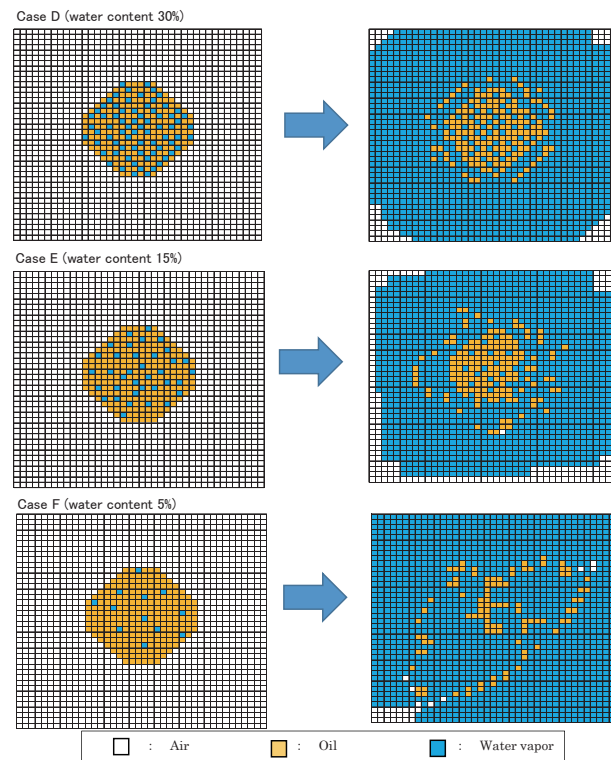 Case D (water content 30%)
Case E (water content 15%)
Case F (water content 5%)
: Air : Oil : Water vapor